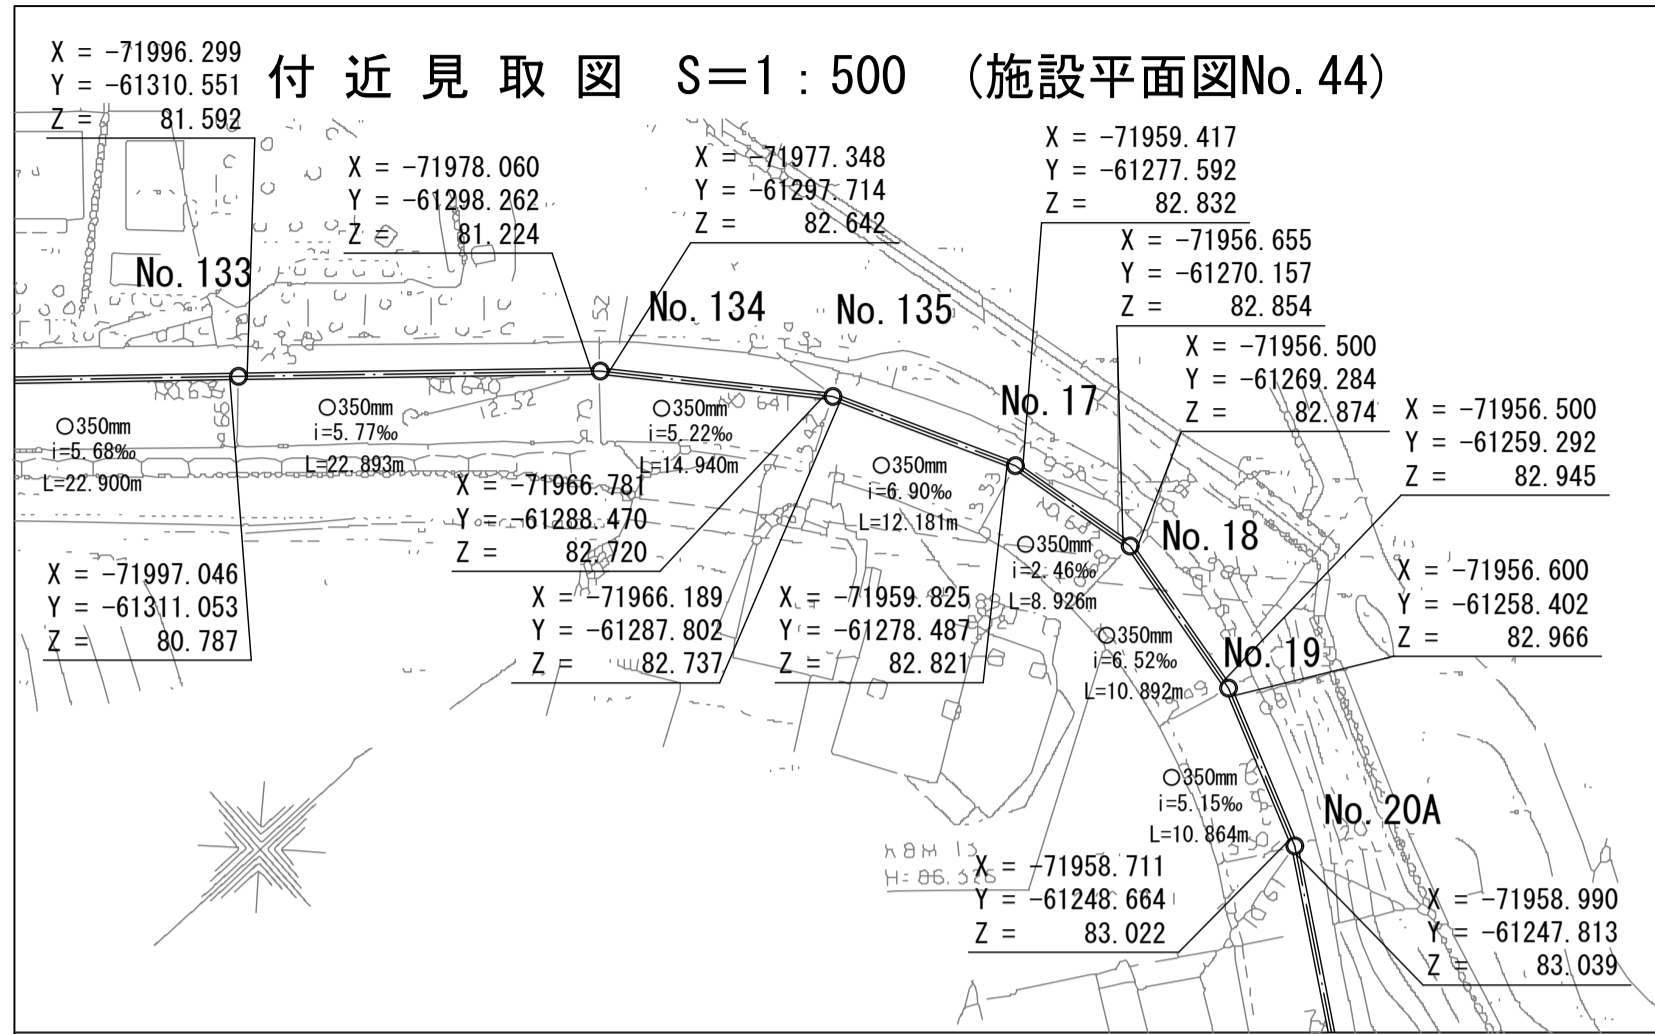 付近見取図 S=1:500 (施設平面図No.44)
X = -71996.299
Y = -61310.551
Z = 81.592
X = -71978.060
Y = -61298.262
Z = 81.224
X = -71977.348
Y = -61297.714
Z = 82.642
X = -71959.417
Y = -61277.592
Z = 82.832
X = -71956.655
Y = -61270.157
Z = 82.854
X = -71956.500
Y = -61269.284
Z = 82.874
X = -71956.500
Y = -61259.292
Z = 82.945
No.133
No.134
No.135
No.17
No.18
No.19
No.20A
○350mm
i=5.68‰
L=22.900m
○350mm
i=5.77‰
L=22.893m
○350mm
i=5.22‰
L=14.940m
○350mm
i=6.90‰
L=12.181m
○350mm
i=2.46‰
L=8.926m
○350mm
i=6.52‰
L=10.892m
○350mm
i=5.15‰
L=10.864m
X = -71966.781
Y = -61288.470
Z = 82.720
X = -71997.046
Y = -61311.053
Z = 80.787
X = -71966.189
Y = -61287.802
Z = 82.737
X = -71959.825
Y = -61278.487
Z = 82.821
X = -71956.600
Y = -61258.402
Z = 82.966
X = -71958.711
Y = -61248.664
Z = 83.022
X = -71958.990
Y = -61247.813
Z = 83.039
12.52